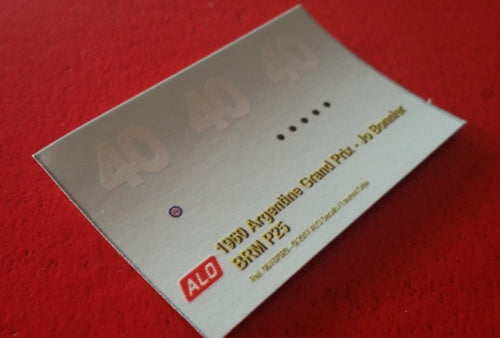 40 40 40
ALD
1960 Argentine Grand Prix - Jo Bonnier
BRM P25